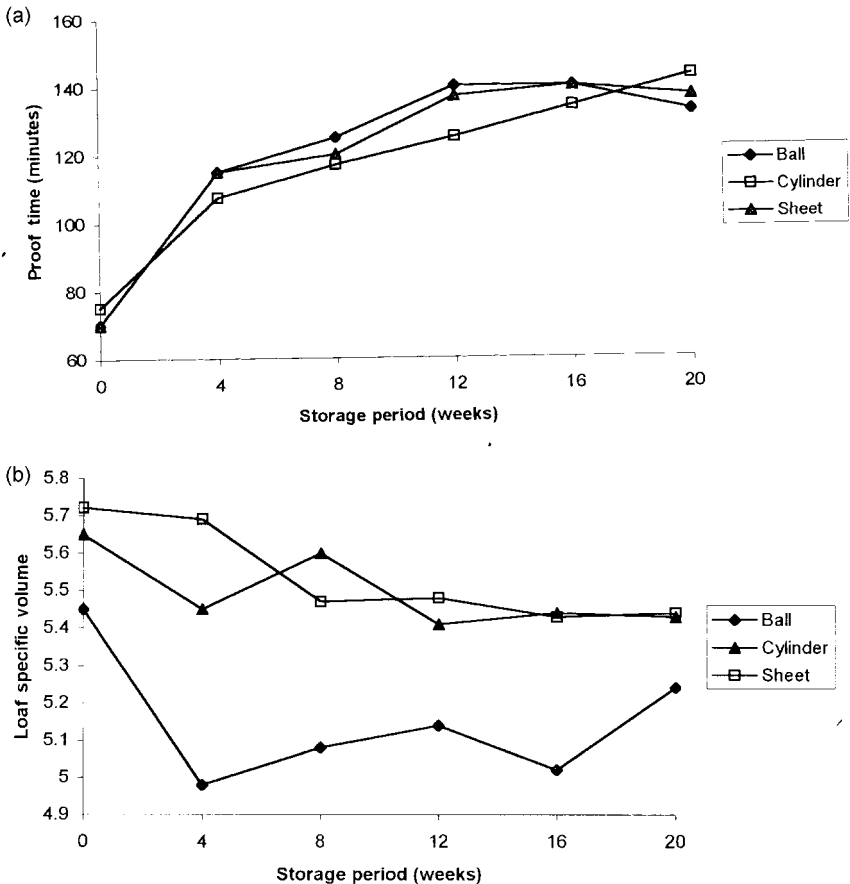 (a)
160
140
120
100
80
60
Proof time (minutes)
0 4 8 12 16 20
Storage period (weeks)
Ball
Cylinder
Sheet
(b)
5.8
5.7
5.6
5.5
5.4
5.3
5.2
5.1
5
4.9
Loaf specific volume
0 4 8 12 16 20
Storage period (weeks)
Ball
Cylinder
Sheet